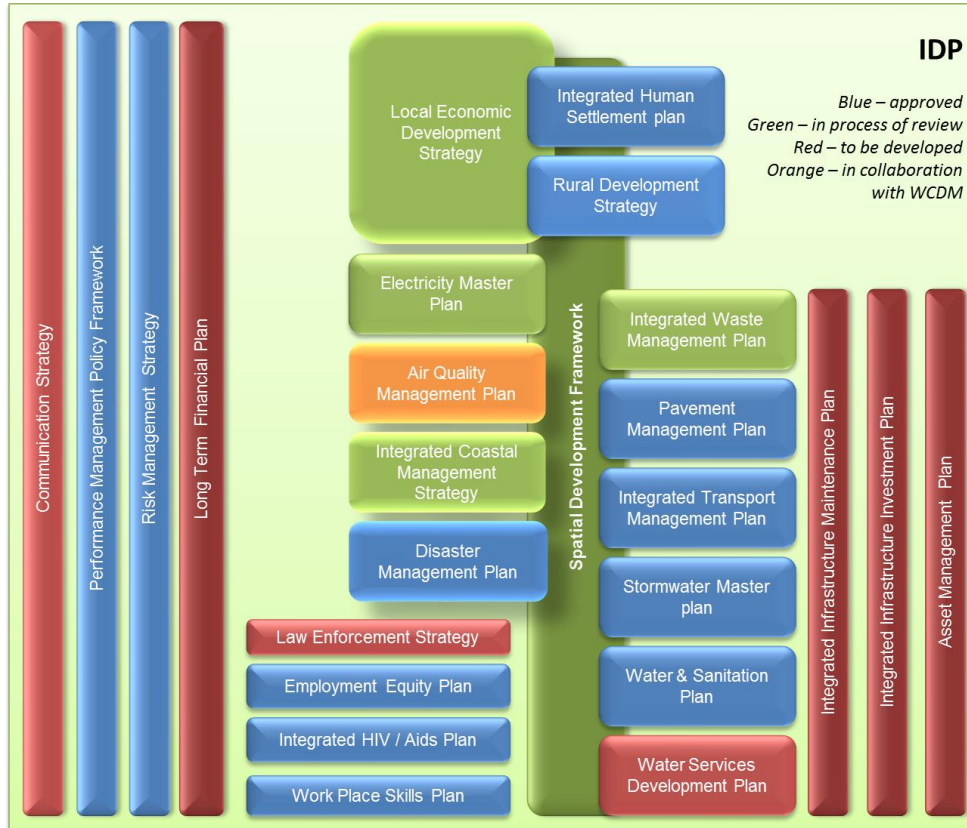 IDP
Blue – approved
Green – in process of review
Red – to be developed
Orange – in collaboration
with WCDM
Communication Strategy
Performance Management Policy Framework
Risk Management Strategy
Long Term Financial Plan
Local Economic
Development
Strategy
Integrated Human
Settlement plan
Rural Development
Strategy
Electricity Master
Plan
Air Quality
Management Plan
Integrated Coastal
Management
Strategy
Disaster
Management Plan
Law Enforcement Strategy
Employment Equity Plan
Integrated HIV / Aids Plan
Work Place Skills Plan
Spatial Development Framework
Integrated Waste
Management Plan
Pavement
Management Plan
Integrated Transport
Management Plan
Stormwater Master
plan
Water & Sanitation
Plan
Water Services
Development Plan
Integrated Infrastructure Maintenance Plan
Integrated Infrastructure Investment Plan
Asset Management Plan